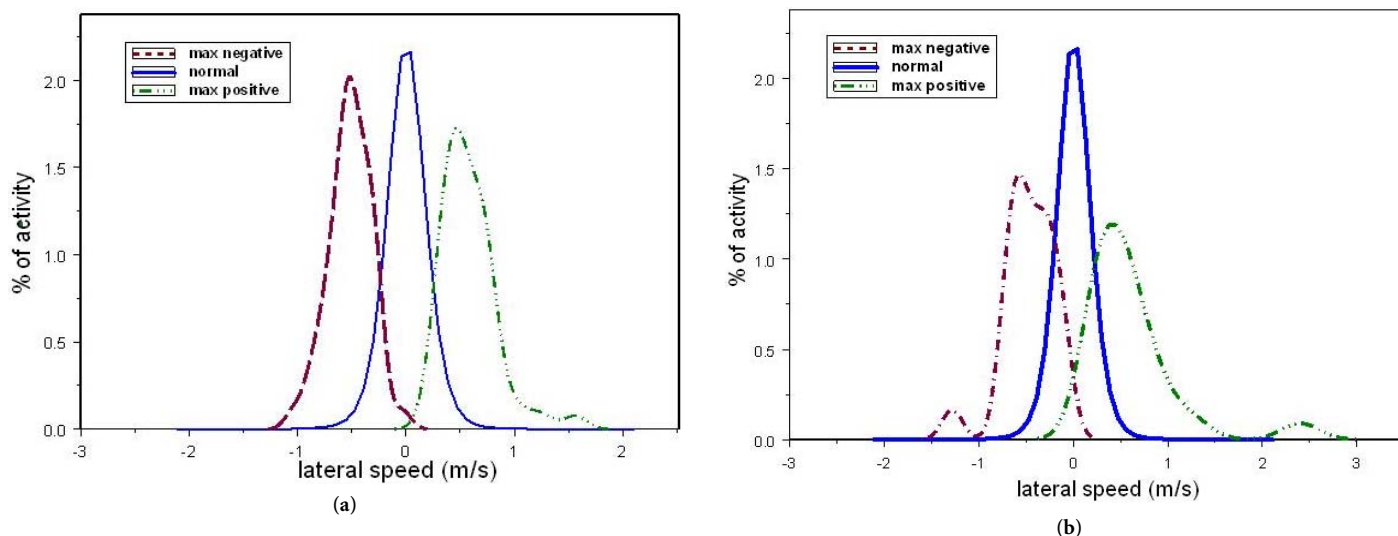 max negative
normal
max positive
% of activity
2.0
1.5
1.0
0.5
0.0
-3
-1
0
1
2
lateral speed (m/s)
(a)
max negative
normal
max positive
% of activity
2.0
1.5
1.0
0.5
0.0
-3
-2
-1
0
1
2
3
lateral speed (m/s)
(b)